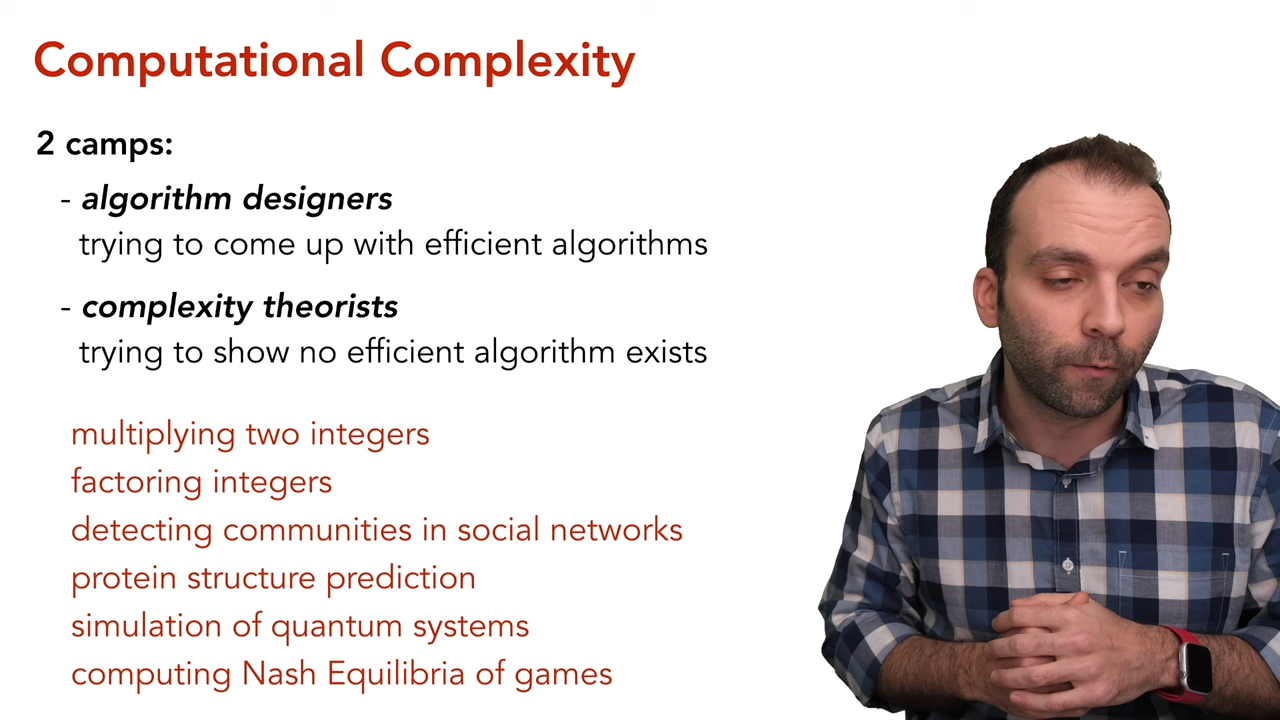 Computational Complexity
2 camps:
- algorithm designers
trying to come up with efficient algorithms
- complexity theorists
trying to show no efficient algorithm exists
multiplying two integers
factoring integers
detecting communities in social networks
protein structure prediction
simulation of quantum systems
computing Nash Equilibria of games